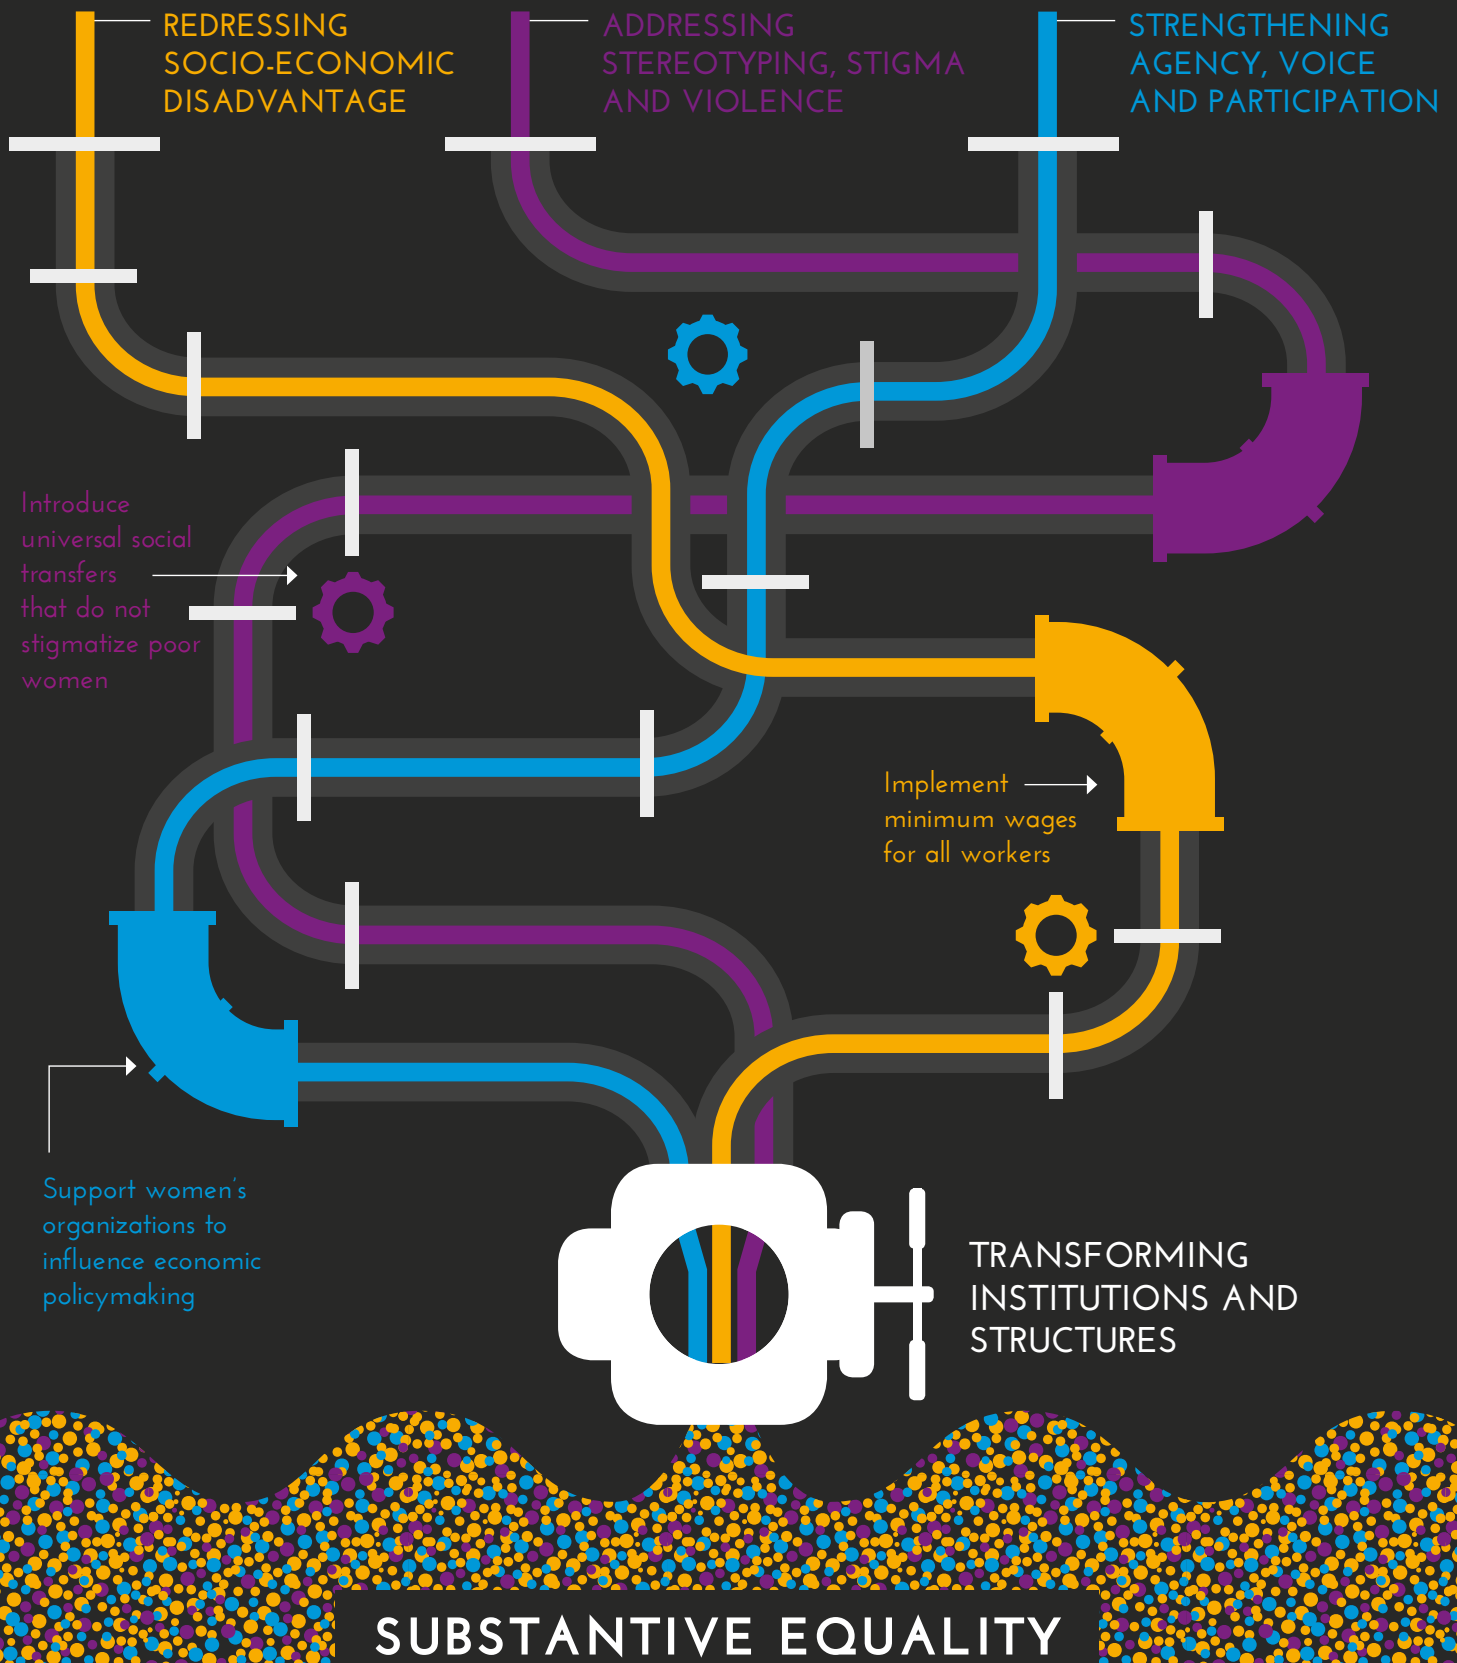 REDRESSING
SOCIO-ECONOMIC
DISADVANTAGE
ADDRESSING
STEREOTYPING, STIGMA
AND VIOLENCE
STRENGTHENING
AGENCY, VOICE
AND PARTICIPATION
Introduce
universal social
transfers
that do not
stigmatize poor
women
Implement
minimum wages
for all workers
Support women's
organizations to
influence economic
policymaking
TRANSFORMING
INSTITUTIONS AND
STRUCTURES
SUBSTANTIVE EQUALITY